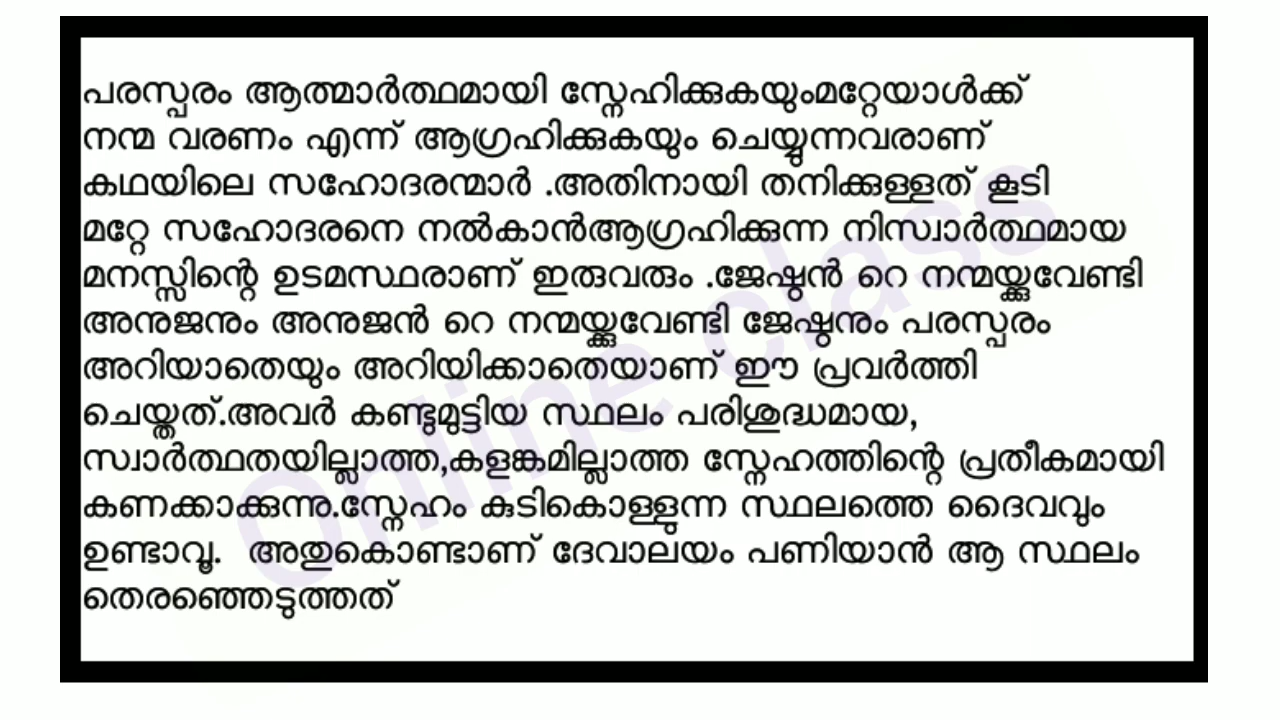 പരസ്പരം ആത്മാർത്ഥമായി സ്നേഹിക്കുകയുംമറ്റേയാൾക്ക്
നന്മ വരണം എന്ന് ആഗ്രഹിക്കുകയും ചെയ്യുന്നവരാണ്
കഥയിലെ സഹോദരന്മാർ .അതിനായി തനിക്കുള്ളത് കൂടി
മറ്റേ സഹോദരനെ നൽകാൻആഗ്രഹിക്കുന്ന നിസ്വാർത്ഥമായ
മനസ്സിന്റെ ഉടമസ്ഥരാണ് ഇരുവരും .ജേഷ്ഠൻ റെ നന്മയ്ക്കുവേണ്ടി
അനുജനും അനുജൻ റെ നന്മയ്ക്കുവേണ്ടി ജേഷ്ഠനും പരസ്പരം
അറിയാതെയും അറിയിക്കാതെയാണ് ഈ പ്രവർത്തി
ചെയ്തത്.അവർ കണ്ടുമുട്ടിയ സ്ഥലം പരിശുദ്ധമായ,
സ്വാർത്ഥതയില്ലാത്ത,കളങ്കമില്ലാത്ത സ്നേഹത്തിന്റെ പ്രതീകമായി
കണക്കാക്കുന്നു.സ്നേഹം കുടികൊള്ളുന്ന സ്ഥലത്തെ ദൈവവും
ഉണ്ടാവൂ. അതുകൊണ്ടാണ് ദേവാലയം പണിയാൻ ആ സ്ഥലം
തെരഞ്ഞെടുത്തത്
Online class